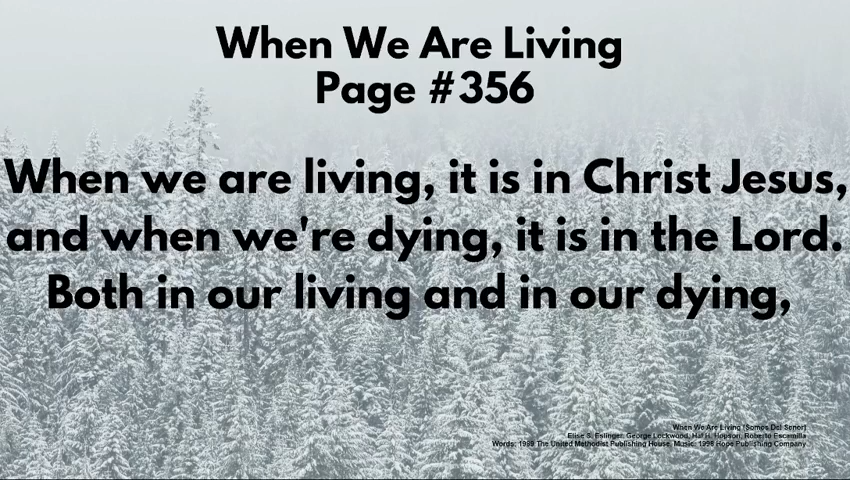 When We Are Living
Page #356
When we are living, it is in Christ Jesus,
and when we're dying, it is in the Lord.
Both in our living and in our dying,
When We Are Living (Somos Del Senor)
Elise S. Eslinger, George Lockwood, Hal H. Hopson, Roberto Escamilla
Words: 1989 The United Methodist Publishing House, Music: 1998 Hope Publishing Company